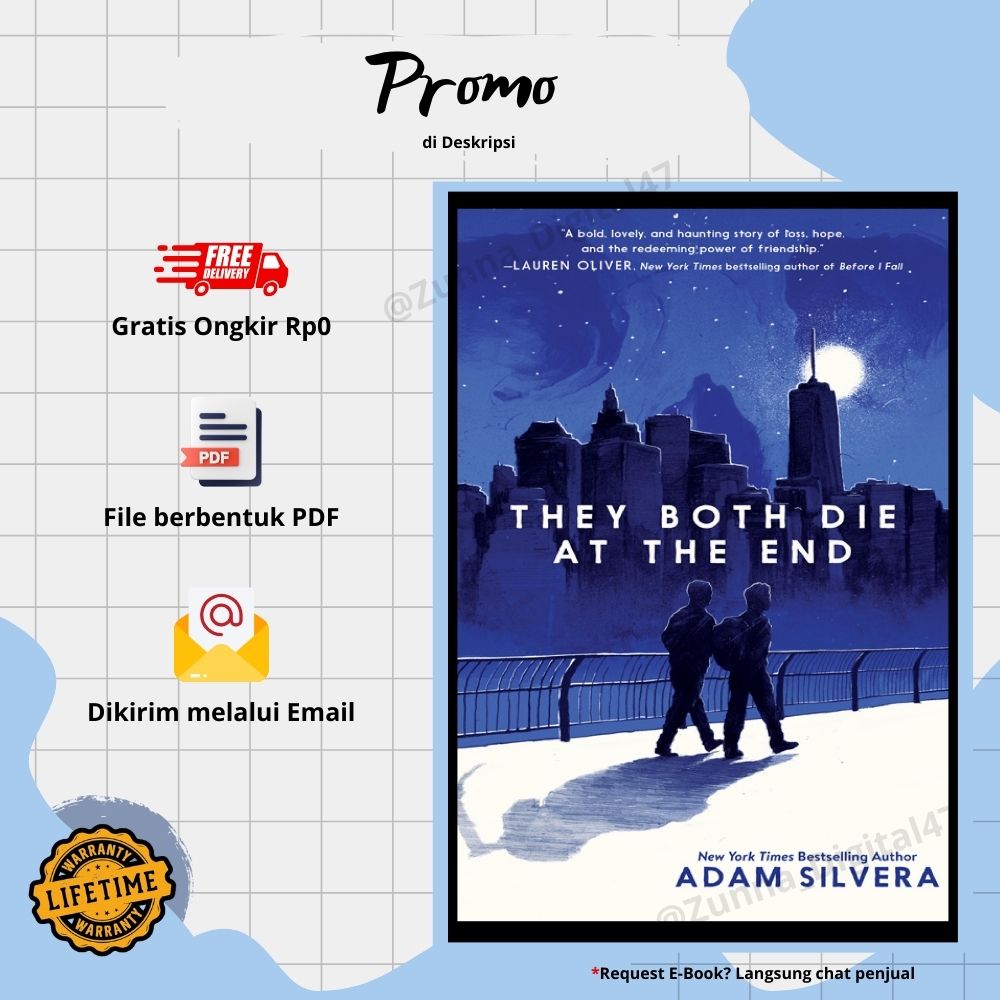 Promo
di Deskripsi
FREE
DELIVERY
Gratis Ongkir Rp0
PDF
File berbentuk PDF
@
Dikirim melalui Email
WARRANTY
LIFETIME
WARRANTY
@Zunna_Digital47
"A bold, lovely, and haunting story of loss, hope,
and the redeeming power of friendship."
—LAUREN OLIVER, New York Times bestselling author of Before I Fall
THEY BOTH DIE
AT THE END
New York Times Bestselling Author
ADAM SILVERA
@Zunna_Digital47
*Request E-Book? Langsung chat penjual